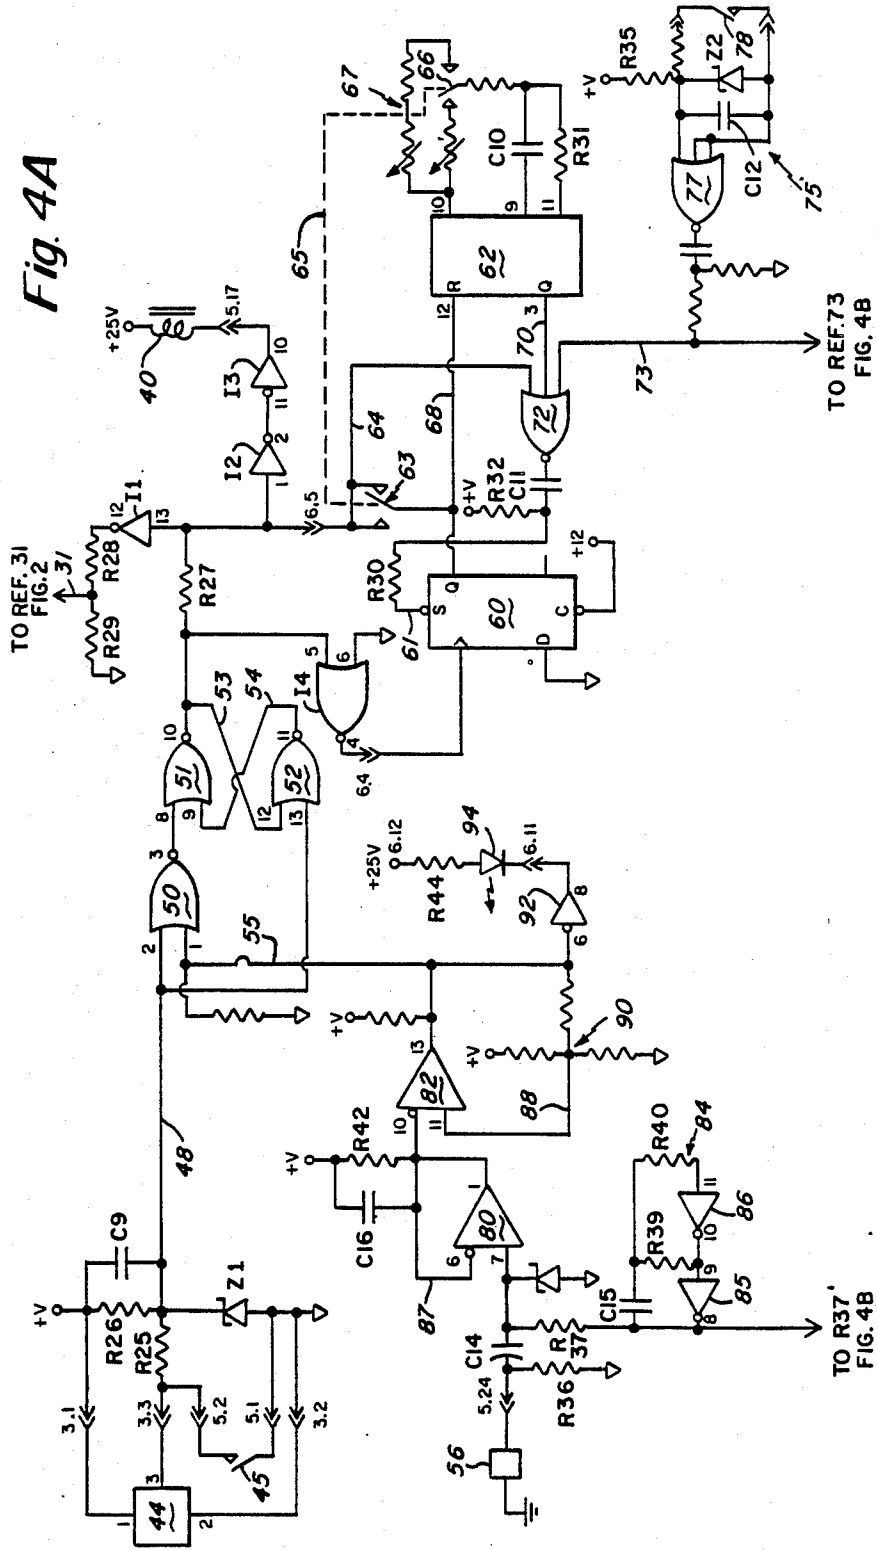 Fig. 4A
TO REF. 31
FIG. 2
31
R29
R28
12
I1
13
+25V
40
5.17
I3
10
11
I2
2
1
R27
6,5
64
63
65
67
66
10
9
11
C10
R31
62
R
Q
12
3
68
70
72
+V
R32
C11
R30
61
S
Q
60
C
D
+12
5
6
I4
4
6,4
53
54
10
51
8
9
11
52
12
13
3
50
2
1
55
48
+V
C9
R26
R25
Z1
3.1
3.3
5.2
5.1
3.2
45
44
1
3
2
+25V
6.12
R44
94
6.11
92
8
6
+V
13
82
10
11
+V
90
88
+V
R42
C16
1
80
6
7
87
C14
5.24
56
R36
R
37
C15
R39
R40
84
11
86
10
9
85
8
TO R37'
FIG. 4B
73
TO REF.73
FIG. 4B
+V
R35
Z2
78
77
C12
75